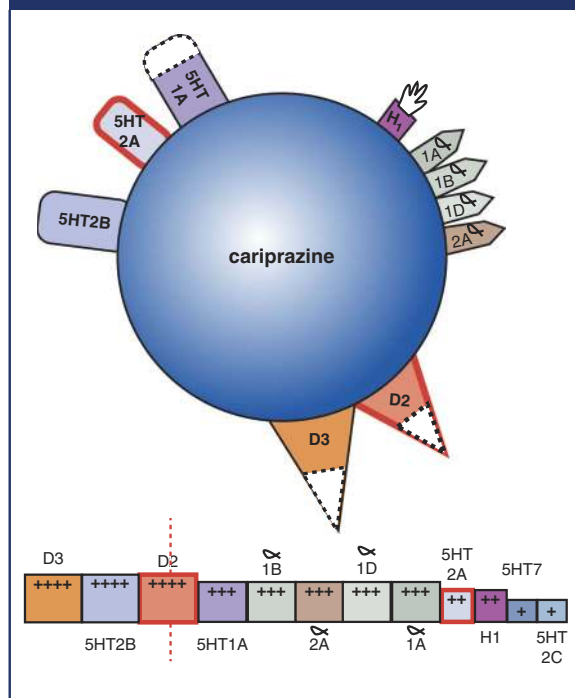 5HT
1A
5HT
2A
5HT2B
H1
α
1A
α
1B
α
1D
α
2A
cariprazine
D2
D3
D3
D2
α
1B
α
1D
5HT
2A
5HT7
++++
++++
++++
+++
+++
+++
+++
+++
++
++
+
+
5HT2B
5HT1A
α
2A
α
1A
H1
5HT
2C